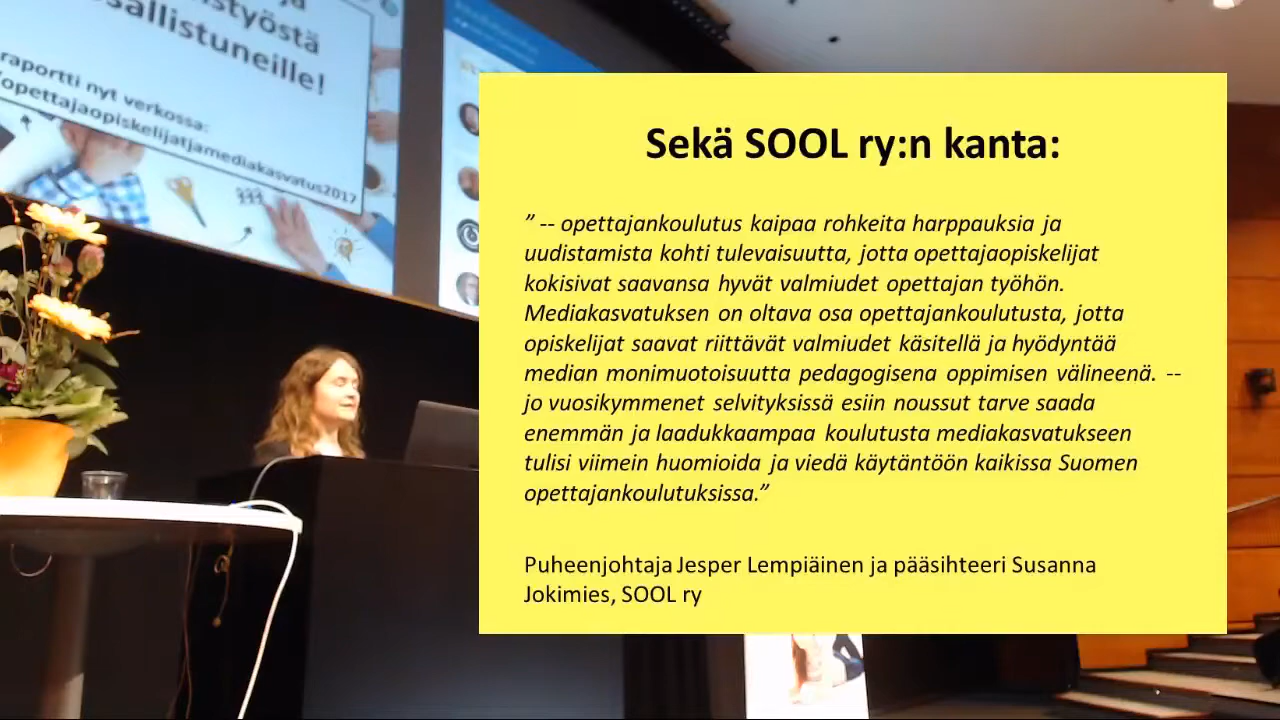 työstä
sallistuneille!
raportti nyt verkossa:
/opettajaopiskelijatjamediakasvatus2017
Sekä SOOL ry:n kanta:
” -- opettajankoulutus kaipaa rohkeita harppauksia ja
uudistamista kohti tulevaisuutta, jotta opettajaopiskelijat
kokisivat saavansa hyvät valmiudet opettajan työhön.
Mediakasvatuksen on oltava osa opettajankoulutusta, jotta
opiskelijat saavat riittävät valmiudet käsitellä ja hyödyntää
median monimuotoisuutta pedagogisena oppimisen välineenä. --
jo vuosikymmenet selvityksissä esiin noussut tarve saada
enemmän ja laadukkaampaa koulutusta mediakasvatukseen
tulisi viimein huomioida ja viedä käytäntöön kaikissa Suomen
opettajankoulutuksissa.”
Puheenjohtaja Jesper Lempiäinen ja pääsihteeri Susanna
Jokimies, SOOL ry